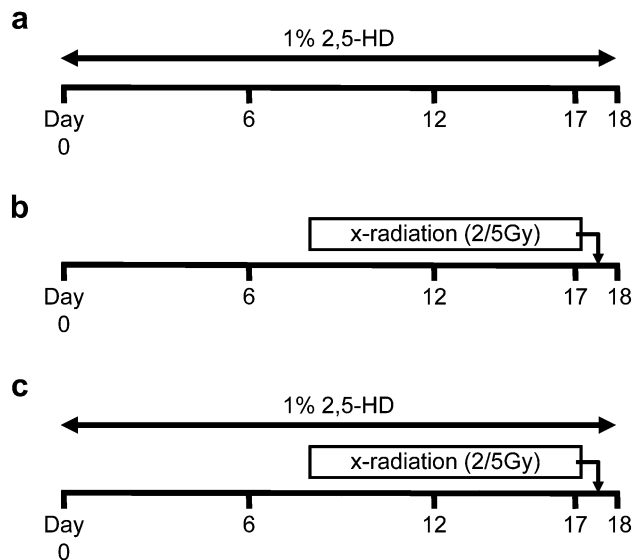 a
1% 2,5-HD
Day 6 12 17 18
0
b
x-radiation (2/5Gy)
Day 6 12 17 18
0
c
1% 2,5-HD
x-radiation (2/5Gy)
Day 6 12 17 18
0